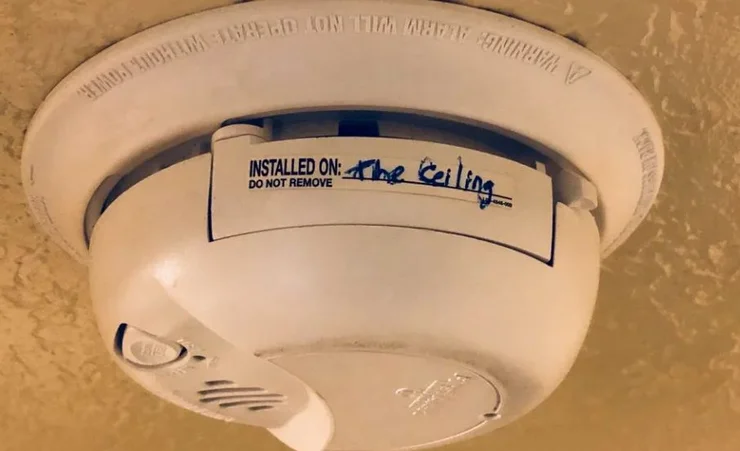 ⚠ WARNING: ALARM WILL NOT OPERATE WITHOUT POWER
INSTALLED ON: The Ceiling
DO NOT REMOVE